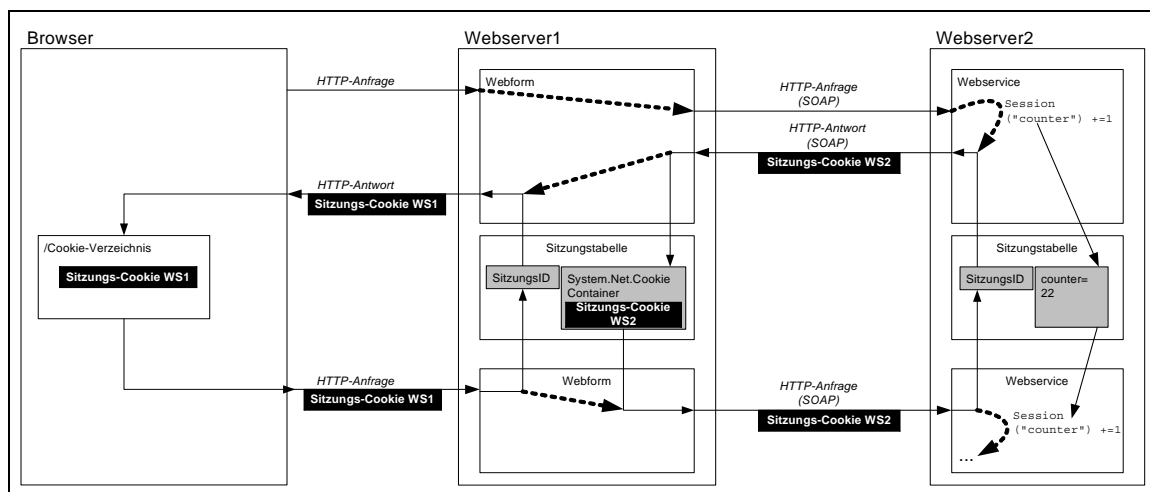 Browser
Webserver1
Webserver2
Webform
Webservice
HTTP-Anfrage
HTTP-Anfrage
(SOAP)
Session
("counter") +=1
HTTP-Antwort
(SOAP)
Sitzungs-Cookie WS2
HTTP-Antwort
Sitzungs-Cookie WS1
/Cookie-Verzeichnis
Sitzungs-Cookie WS1
Sitzungstabelle
SitzungsID
System.Net.Cookie
Container
Sitzungs-Cookie
WS2
Sitzungstabelle
SitzungsID
counter=
22
HTTP-Anfrage
Sitzungs-Cookie WS1
Webform
HTTP-Anfrage
(SOAP)
Sitzungs-Cookie WS2
Webservice
Session
("counter") +=1
...